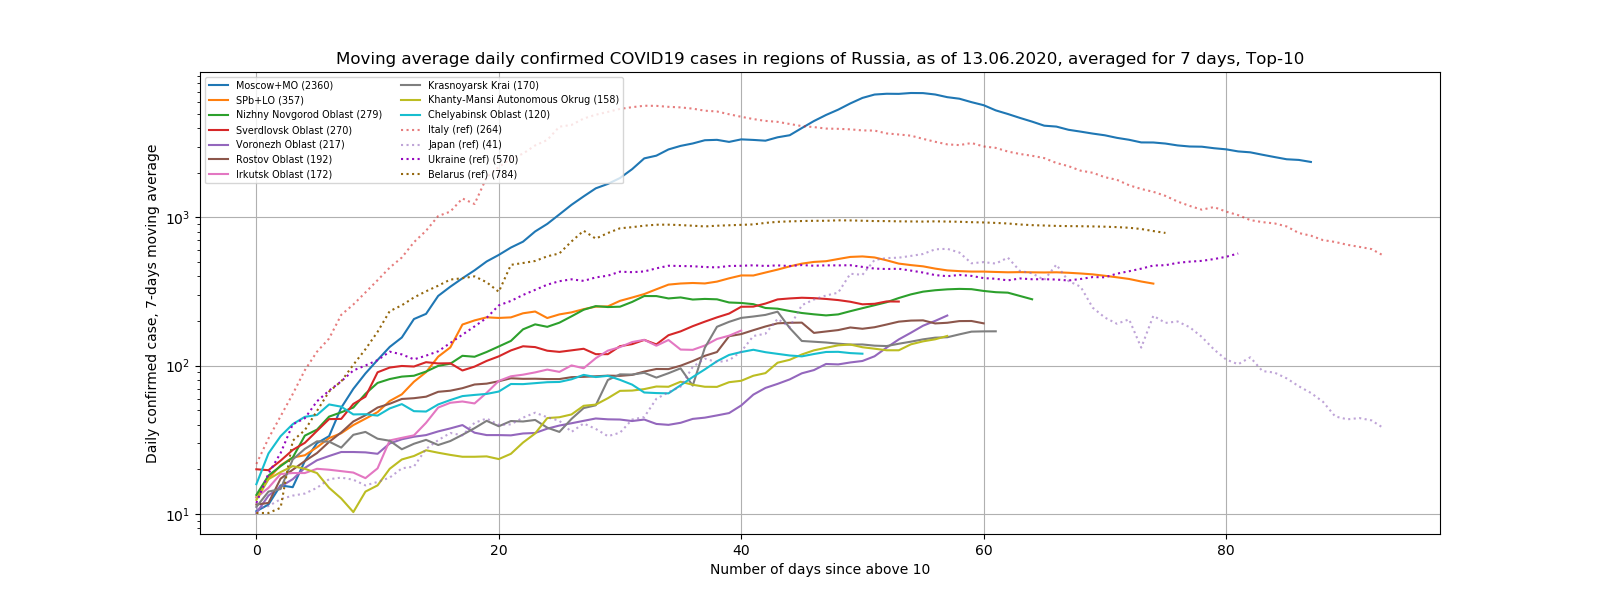 Moving average daily confirmed COVID19 cases in regions of Russia, as of 13.06.2020, averaged for 7 days, Top-10
Moscow+MO (2360)
SPb+LO (357)
Nizhny Novgorod Oblast (279)
Sverdlovsk Oblast (270)
Voronezh Oblast (217)
Rostov Oblast (192)
Irkutsk Oblast (172)
Krasnoyarsk Krai (170)
Khanty-Mansi Autonomous Okrug (158)
Chelyabinsk Oblast (120)
Italy (ref) (264)
Japan (ref) (41)
Ukraine (ref) (570)
Belarus (ref) (784)
Daily confirmed case, 7-days moving average
10³
10²
10¹
0 20 40 60 80
Number of days since above 10